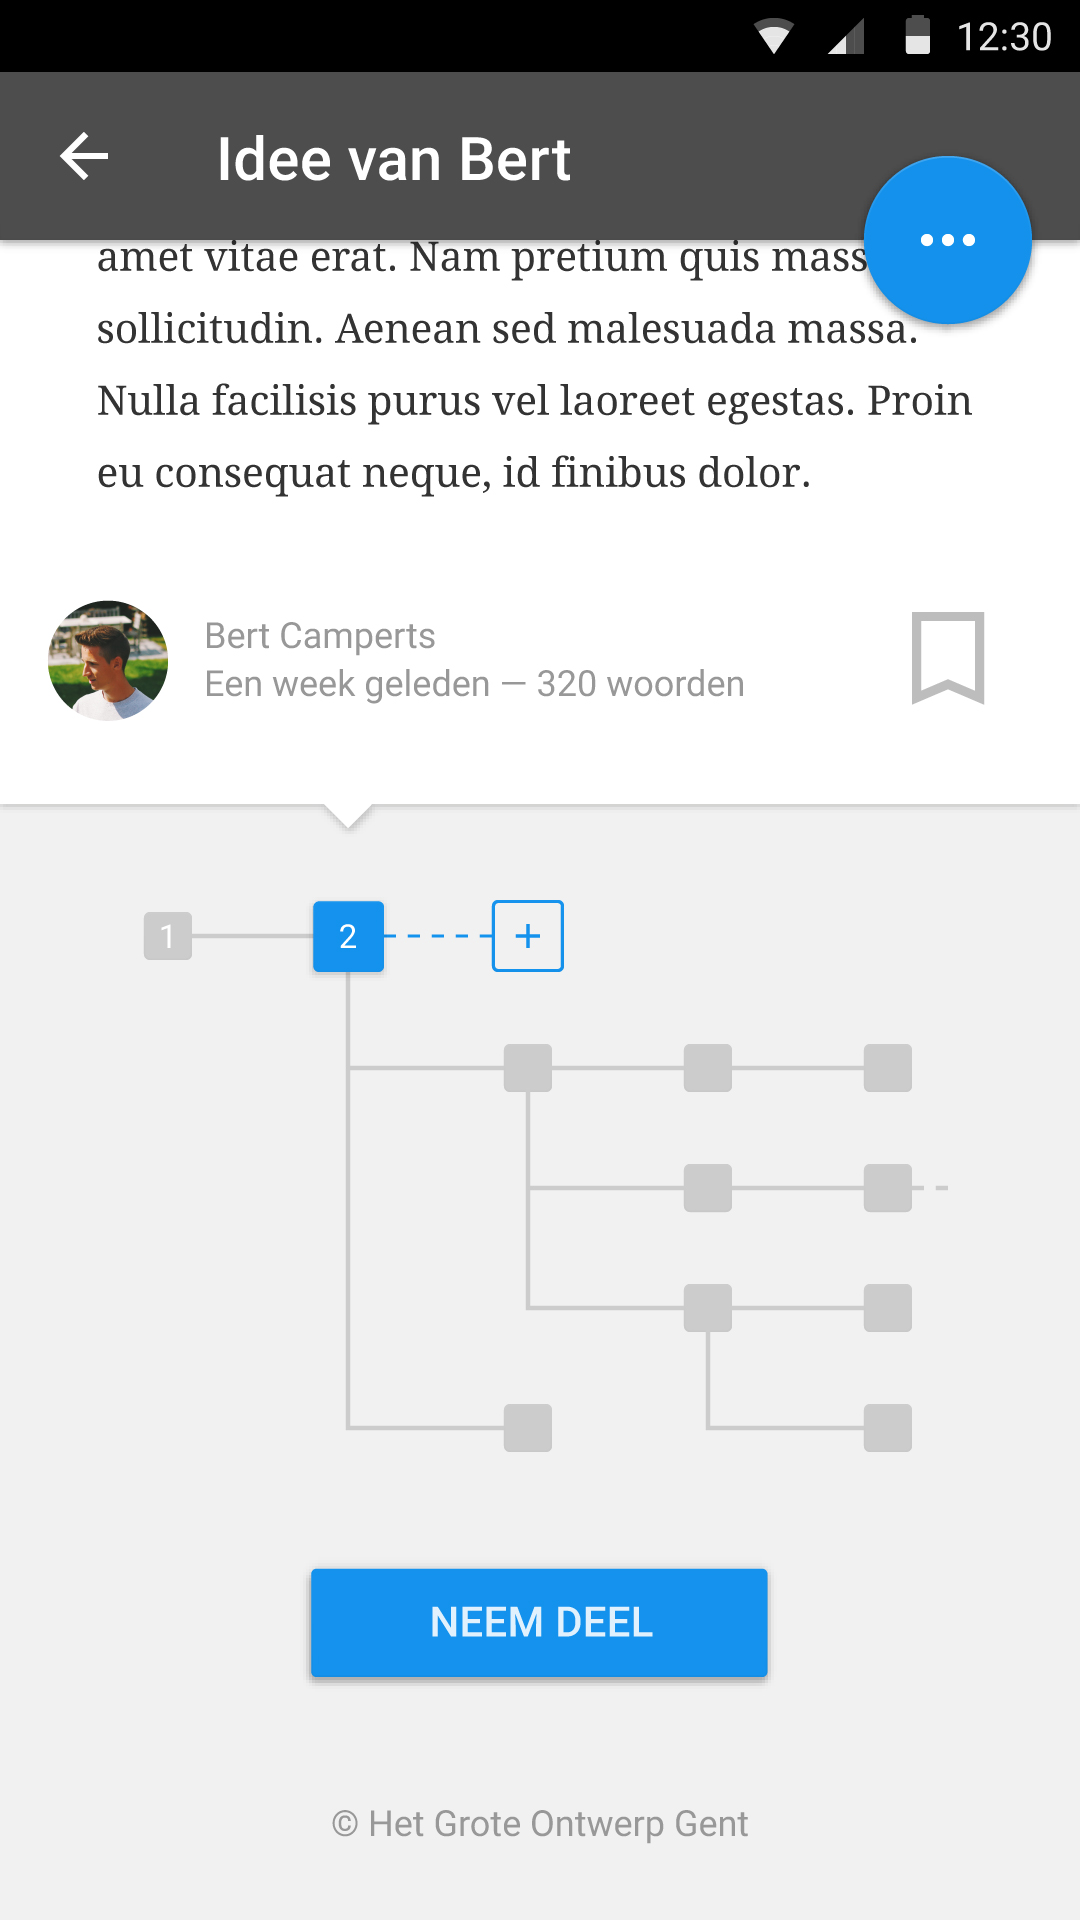 12:30
Idee van Bert
amet vitae erat. Nam pretium quis mass
sollicitudin. Aenean sed malesuada massa.
Nulla facilisis purus vel laoreet egestas. Proin
eu consequat neque, id finibus dolor.
Bert Camperts
Een week geleden — 320 woorden
1 2 +
NEEM DEEL
© Het Grote Ontwerp Gent